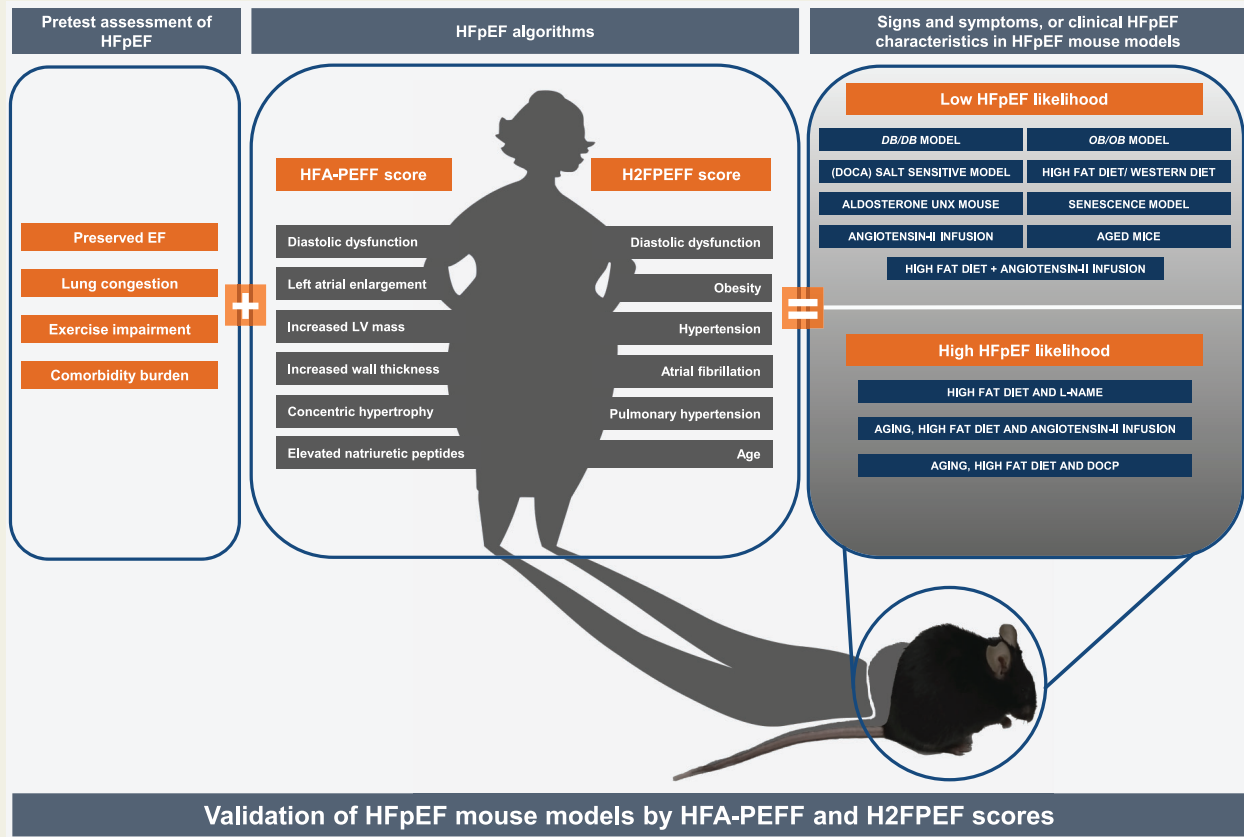 Pretest assessment of
HFpEF
HFpEF algorithms
Signs and symptoms, or clinical HFpEF
characteristics in HFpEF mouse models
Preserved EF
Lung congestion
Exercise impairment
Comorbidity burden
+
HFA-PEFF score
Diastolic dysfunction
Left atrial enlargement
Increased LV mass
Increased wall thickness
Concentric hypertrophy
Elevated natriuretic peptides
H2FPEFF score
Diastolic dysfunction
Obesity
Hypertension
Atrial fibrillation
Pulmonary hypertension
Age
=
Low HFpEF likelihood
DB/DB MODEL
OB/OB MODEL
(DOCA) SALT SENSITIVE MODEL
HIGH FAT DIET/ WESTERN DIET
ALDOSTERONE UNX MOUSE
SENESCENCE MODEL
ANGIOTENSIN-II INFUSION
AGED MICE
HIGH FAT DIET + ANGIOTENSIN-II INFUSION
High HFpEF likelihood
HIGH FAT DIET AND L-NAME
AGING, HIGH FAT DIET AND ANGIOTENSIN-II INFUSION
AGING, HIGH FAT DIET AND DOCP
Validation of HFpEF mouse models by HFA-PEFF and H2FPEF scores